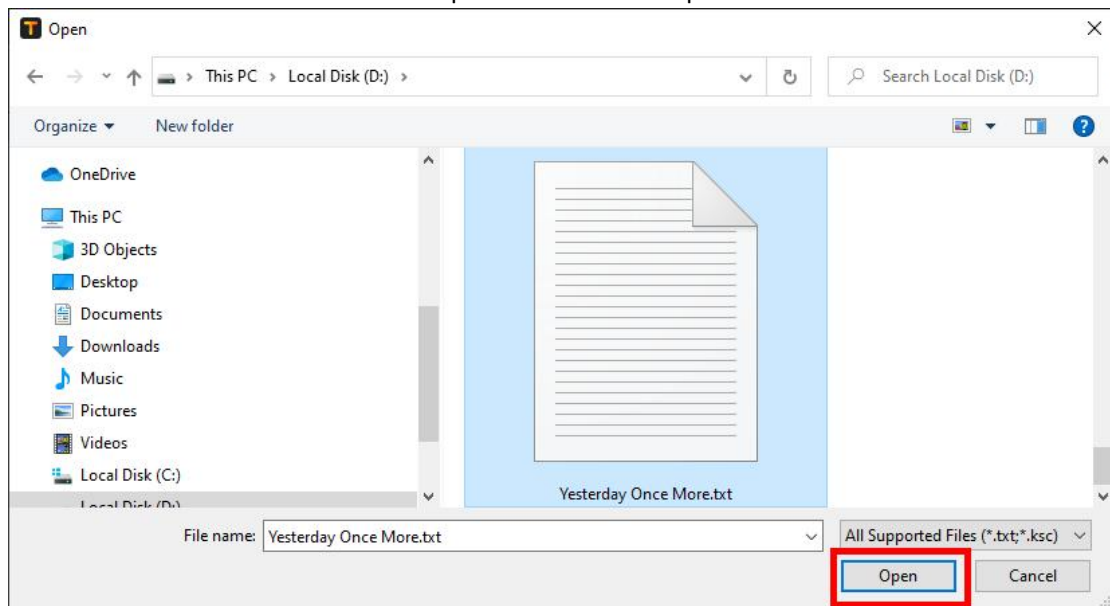 Open
This PC > Local Disk (D:) >
Search Local Disk (D:)
Organize
New folder
OneDrive
This PC
3D Objects
Desktop
Documents
Downloads
Music
Pictures
Videos
Local Disk (C:)
Local Disk (D:)
Yesterday Once More.txt
File name: Yesterday Once More.txt
All Supported Files (*.txt;*.ksc)
Open
Cancel